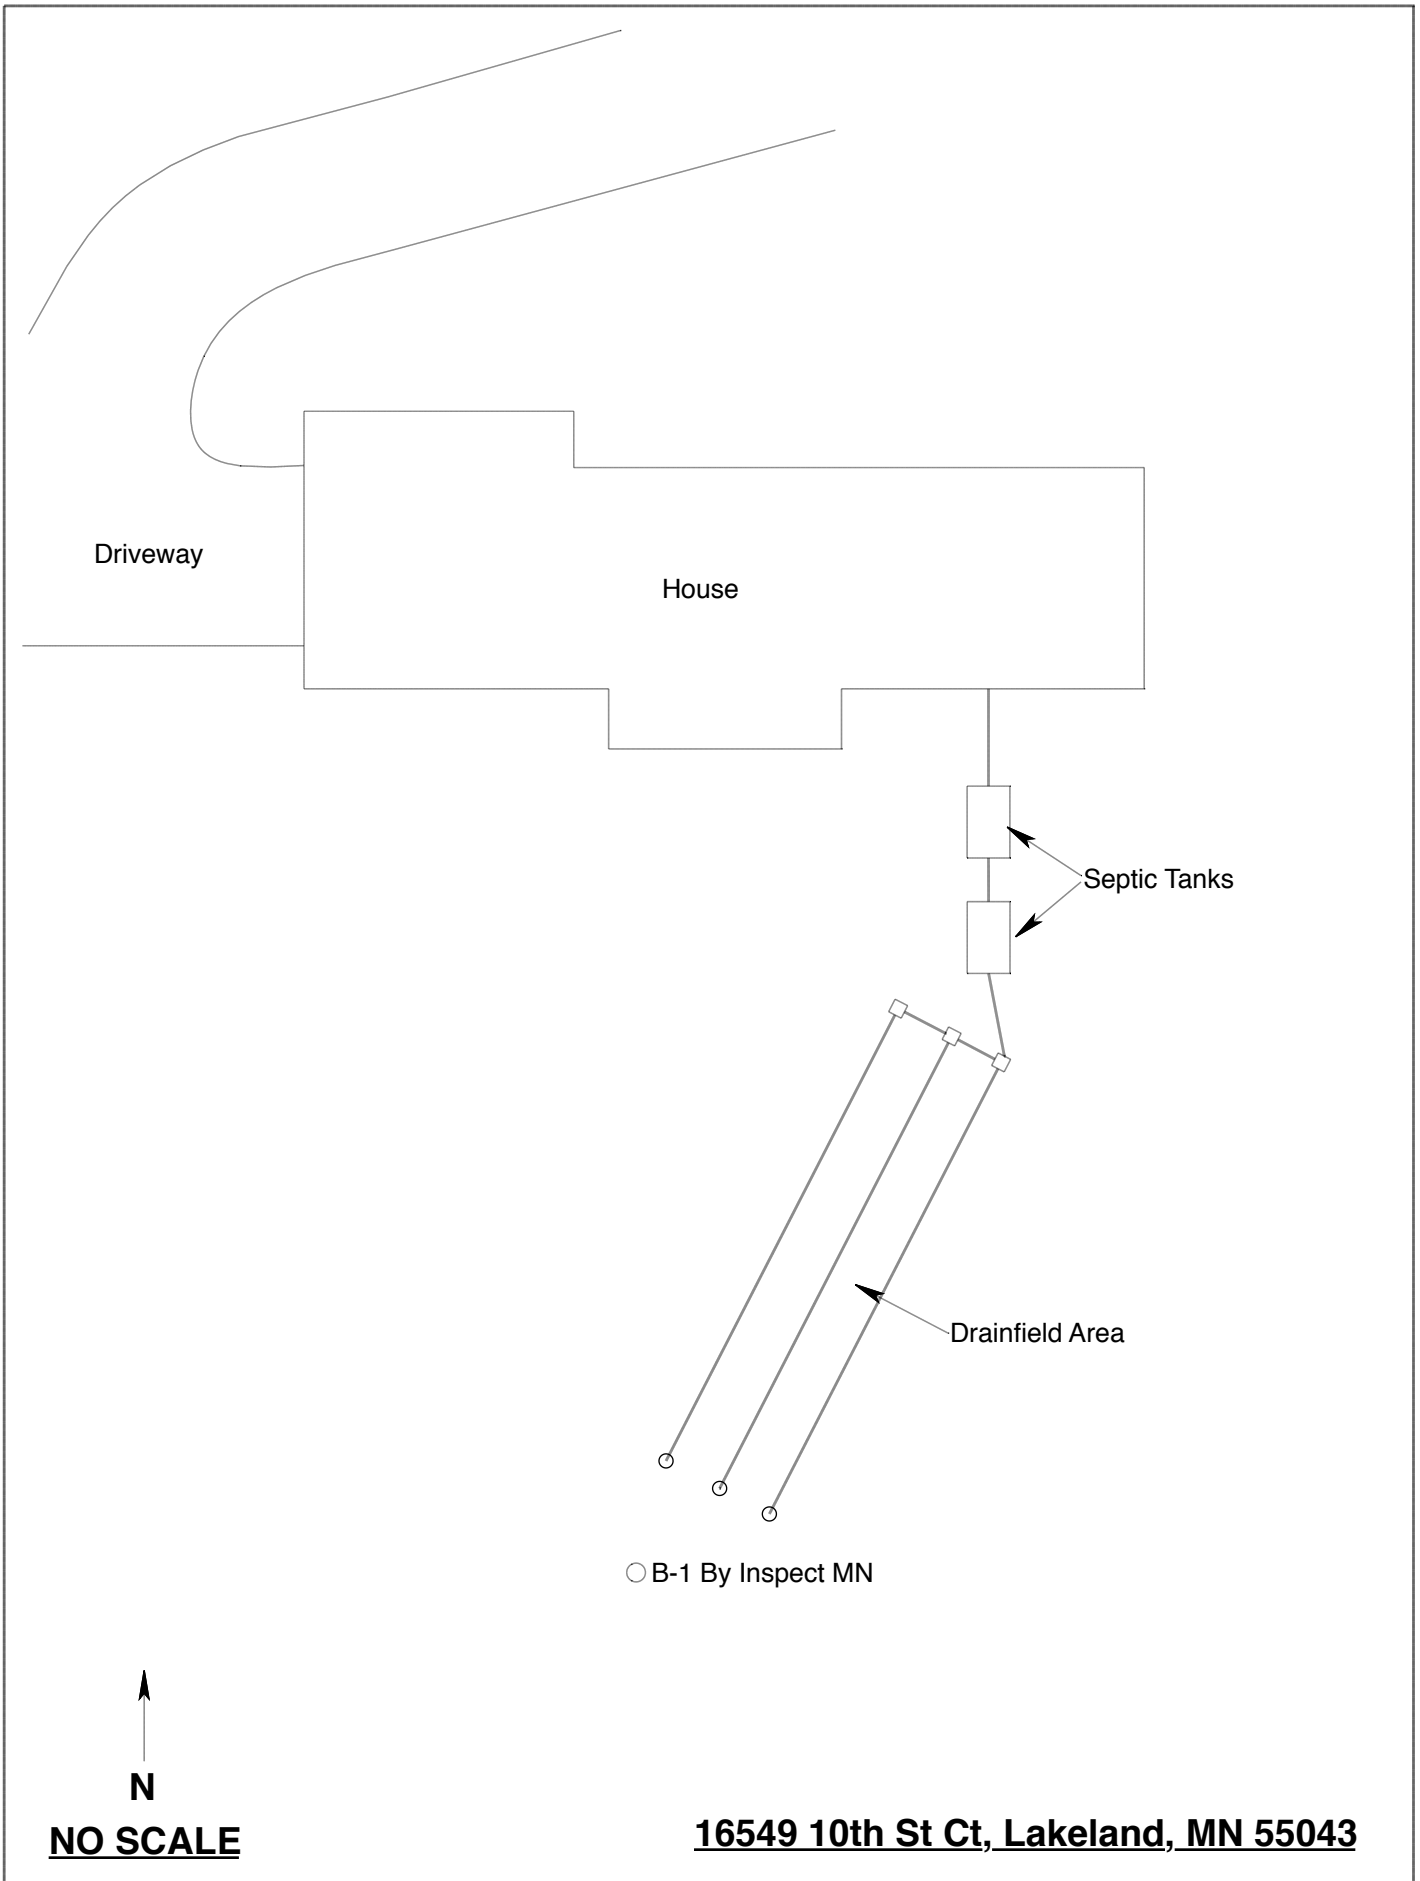 Driveway
House
Septic Tanks
Drainfield Area
B-1 By Inspect MN
N
NO SCALE
16549 10th St Ct, Lakeland, MN 55043